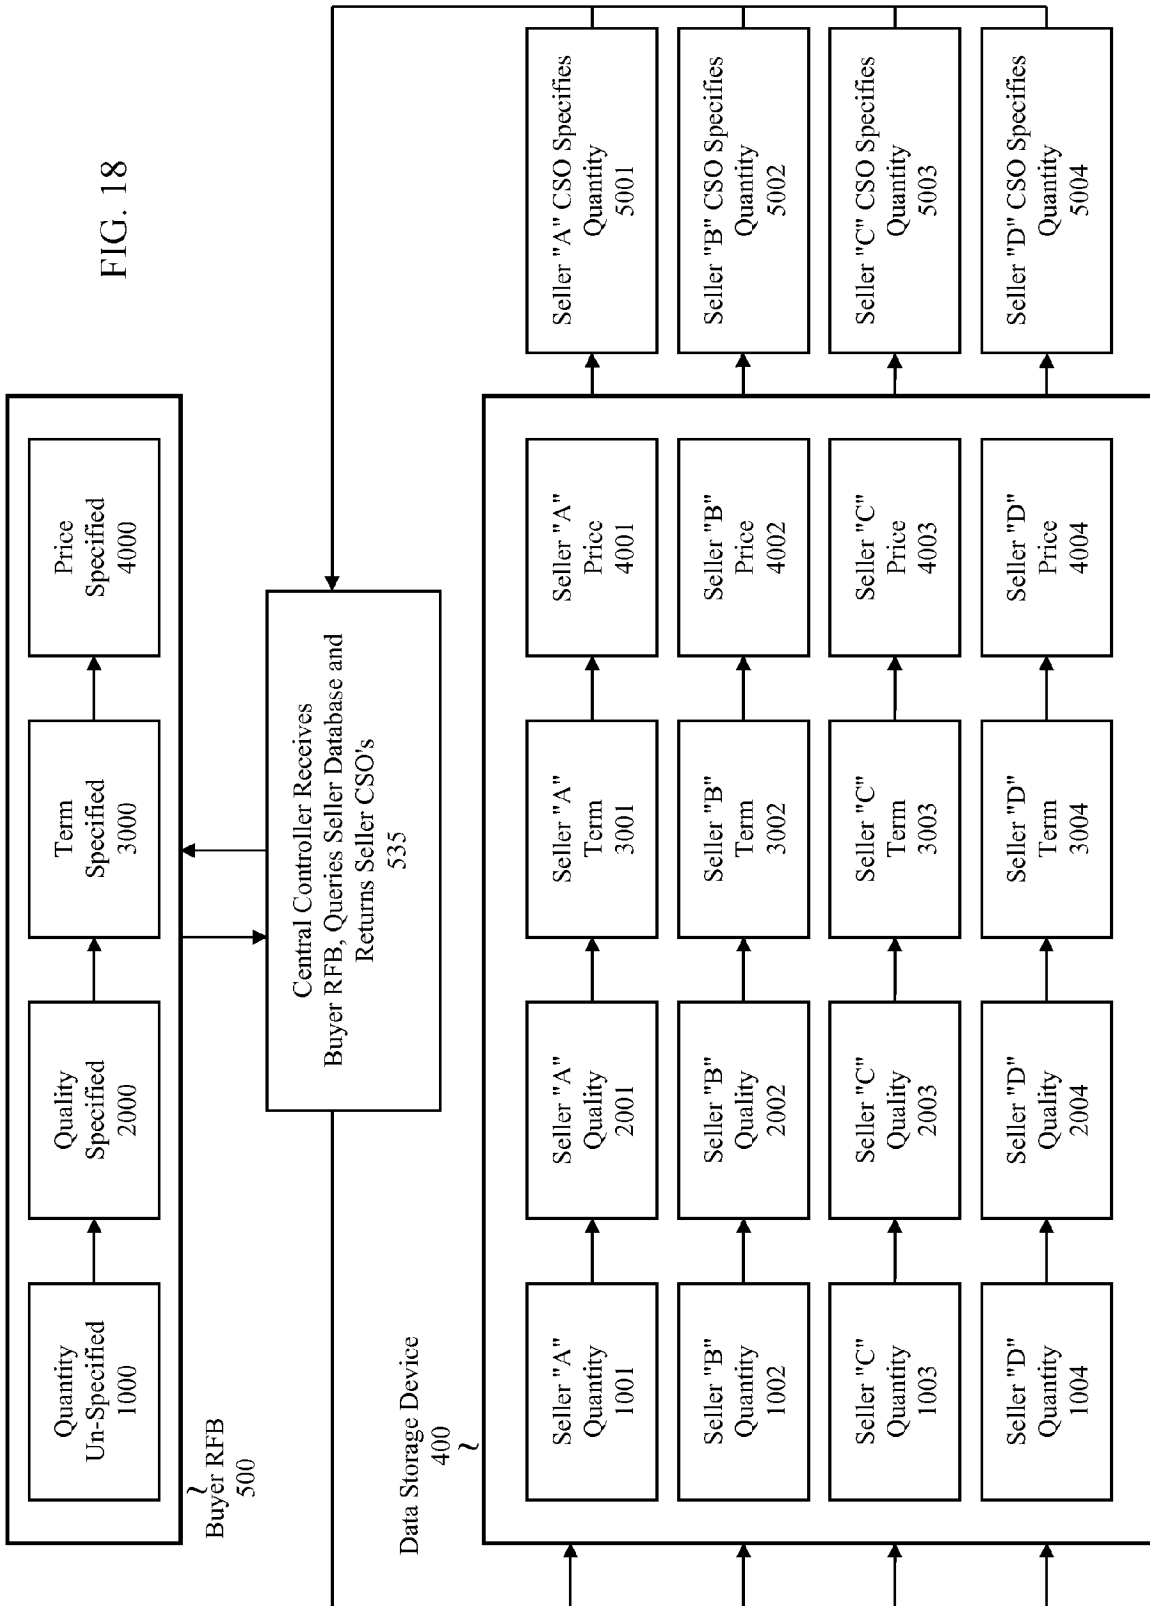 FIG. 18
Quantity
Un-Specified
1000
Quality
Specified
2000
Term
Specified
3000
Price
Specified
4000
Buyer RFB
500
Central Controller Receives
Buyer RFB, Queries Seller Database and
Returns Seller CSO's
535
Data Storage Device
400
Seller "A"
Quantity
1001
Seller "A"
Quality
2001
Seller "A"
Term
3001
Seller "A"
Price
4001
Seller "A" CSO Specifies
Quantity
5001
Seller "B"
Quantity
1002
Seller "B"
Quality
2002
Seller "B"
Term
3002
Seller "B"
Price
4002
Seller "B" CSO Specifies
Quantity
5002
Seller "C"
Quantity
1003
Seller "C"
Quality
2003
Seller "C"
Term
3003
Seller "C"
Price
4003
Seller "C" CSO Specifies
Quantity
5003
Seller "D"
Quantity
1004
Seller "D"
Quality
2004
Seller "D"
Term
3004
Seller "D"
Price
4004
Seller "D" CSO Specifies
Quantity
5004